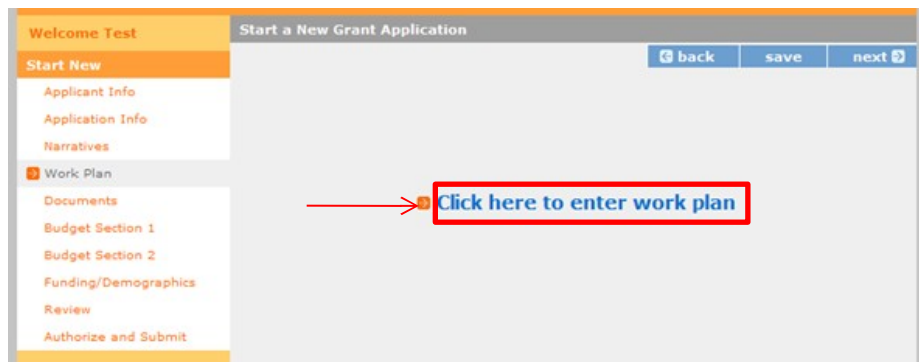 Welcome Test
Start a New Grant Application
Start New
back
save
next
Applicant Info
Application Info
Narratives
Work Plan
Click here to enter work plan
Documents
Budget Section 1
Budget Section 2
Funding/Demographics
Review
Authorize and Submit